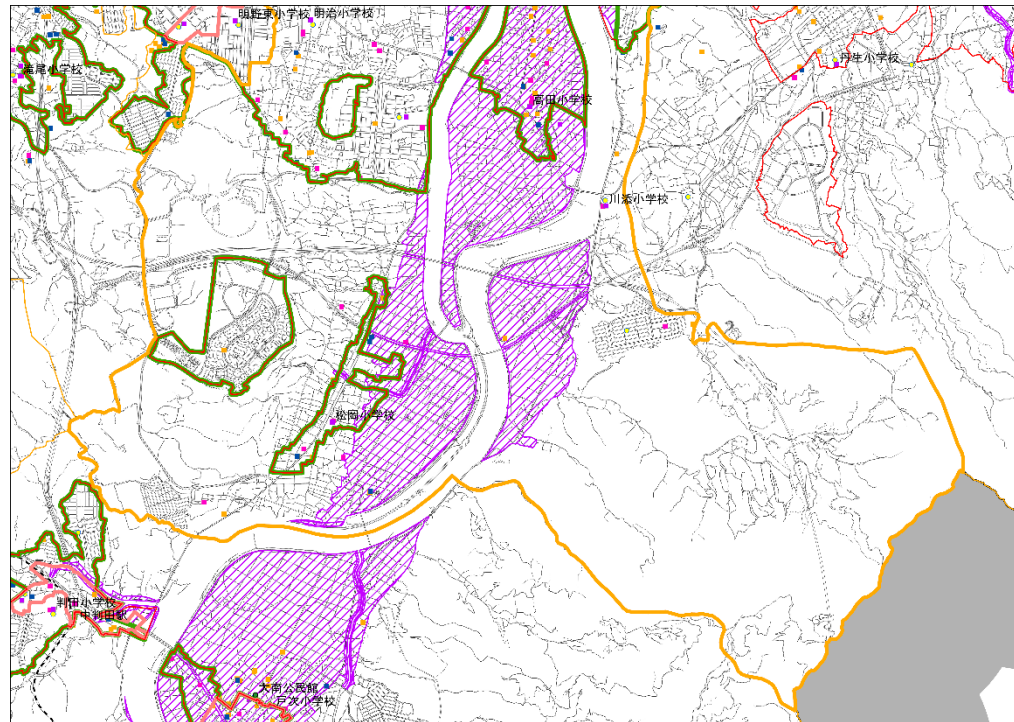 明野東小学校
明治小学校
滝尾小学校
丹生小学校
高田小学校
川添小学校
松岡小学校
判田小学校
中判田駅
大南公民館
戸次小学校